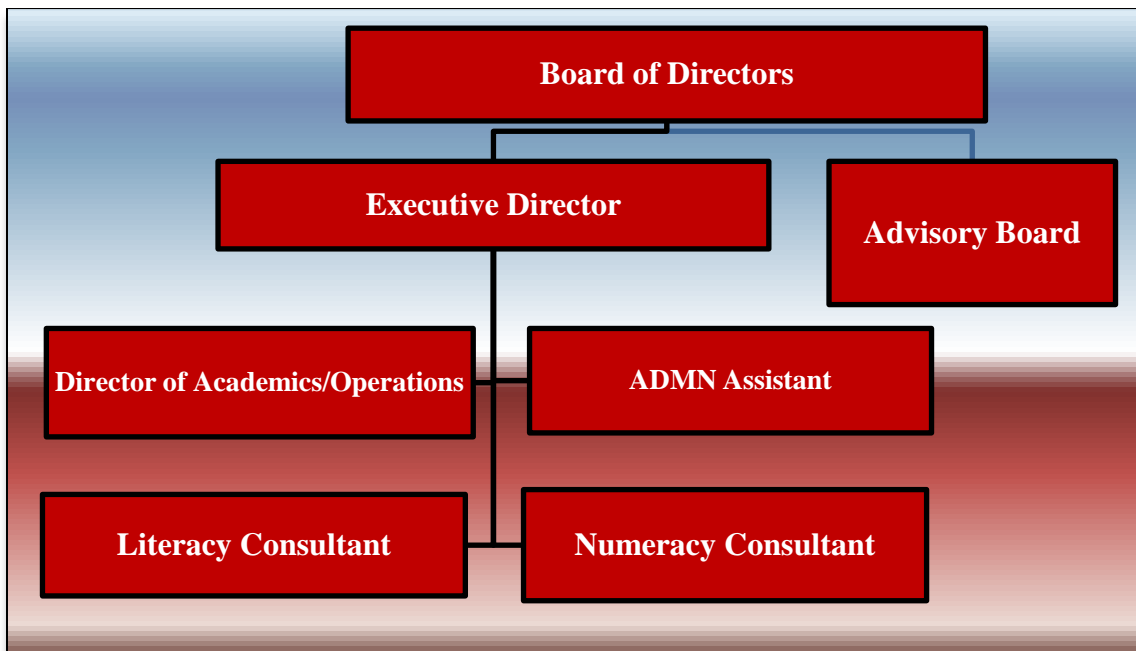 Board of Directors
Executive Director
Advisory Board
Director of Academics/Operations
ADMN Assistant
Literacy Consultant
Numeracy Consultant